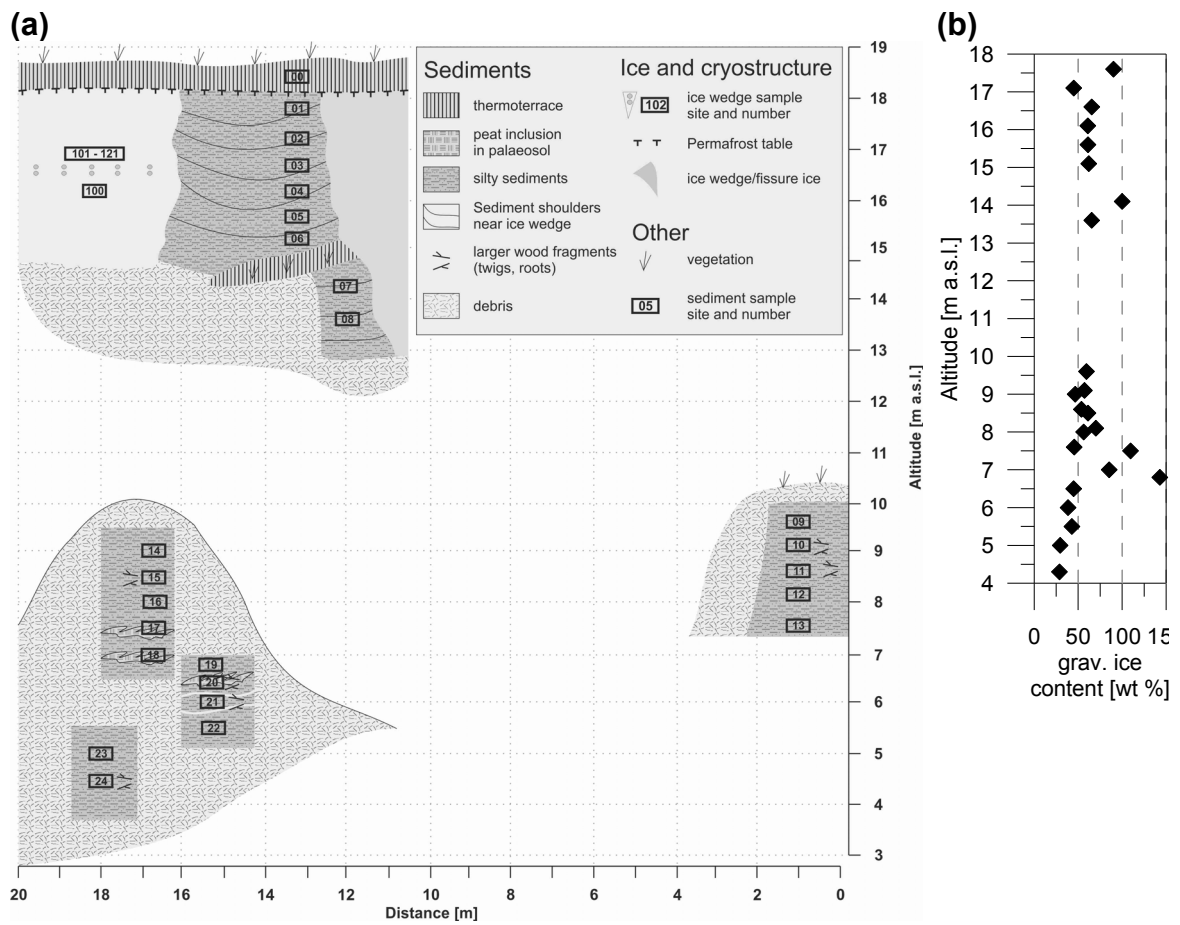 (a)
(b)
Sediments
thermoterrace
peat inclusion
in palaeosol
silty sediments
Sediment shoulders
near ice wedge
larger wood fragments
(twigs, roots)
debris
Ice and cryostructure
102
ice wedge sample
site and number
Permafrost table
ice wedge/fissure ice
Other
vegetation
05
sediment sample
site and number
00
01
02
03
04
05
06
07
08
101 - 121
100
09
10
11
12
13
14
15
16
17
18
19
20
21
22
23
24
19
18
17
16
15
14
13
12
11
10
9
8
7
6
5
4
3
Altitude [m a.s.l.]
20
18
16
14
12
10
8
6
4
2
0
Distance [m]
18
17
16
15
14
13
12
11
10
9
8
7
6
5
4
Altitude [m a.s.l.]
0
50
100
15
grav. ice
content [wt %]